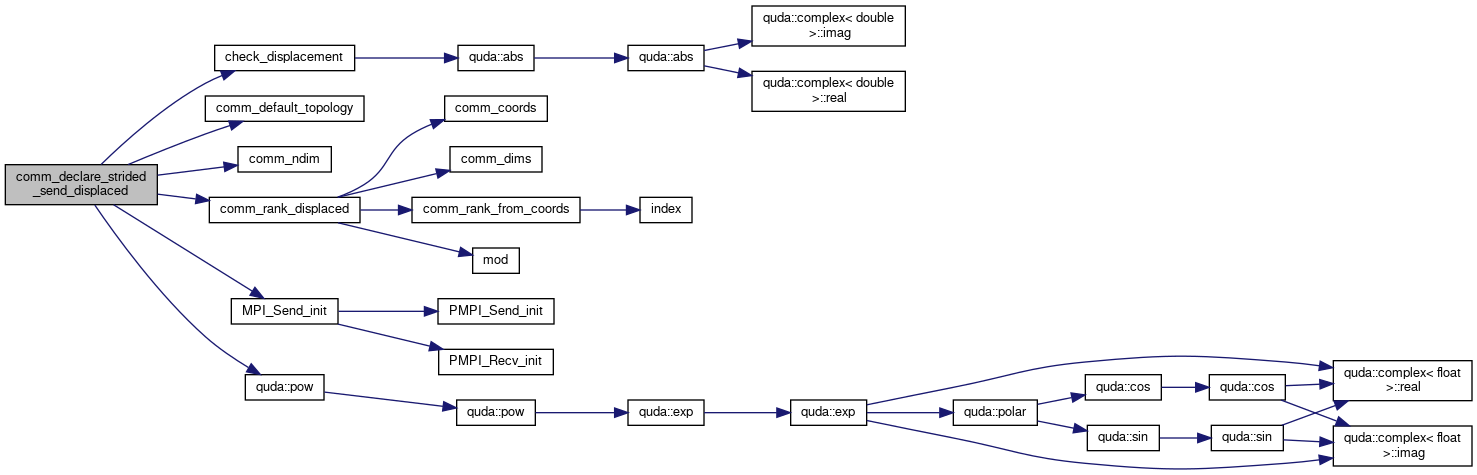 comm_declare_strided
_send_displaced
check_displacement
quda::abs
quda::abs
quda::complex< double
>::imag
quda::complex< double
>::real
comm_default_topology
comm_ndim
comm_rank_displaced
comm_coords
comm_dims
comm_rank_from_coords
index
mod
MPI_Send_init
PMPI_Send_init
PMPI_Recv_init
quda::pow
quda::pow
quda::exp
quda::exp
quda::polar
quda::cos
quda::cos
quda::sin
quda::sin
quda::complex< float
>::real
quda::complex< float
>::imag